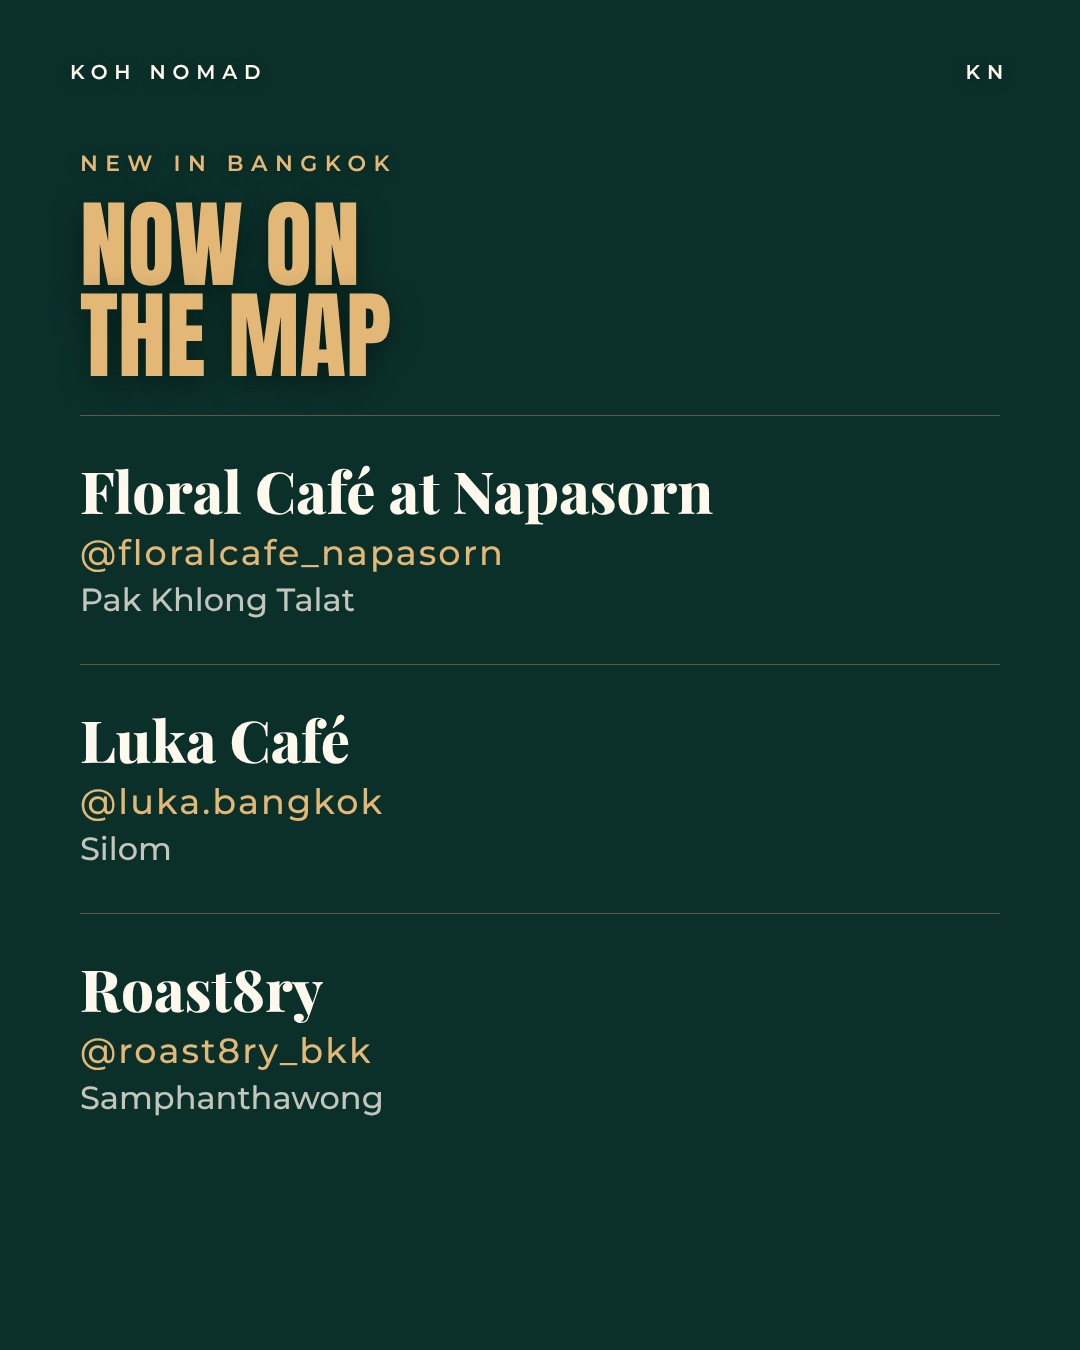 KOH NOMAD
KN
NEW IN BANGKOK
NOW ON
THE MAP
Floral Café at Napasorn
@floralcafe_napasorn
Pak Khlong Talat
Luka Café
@luka.bangkok
Silom
Roast8ry
@roast8ry_bkk
Samphanthawong